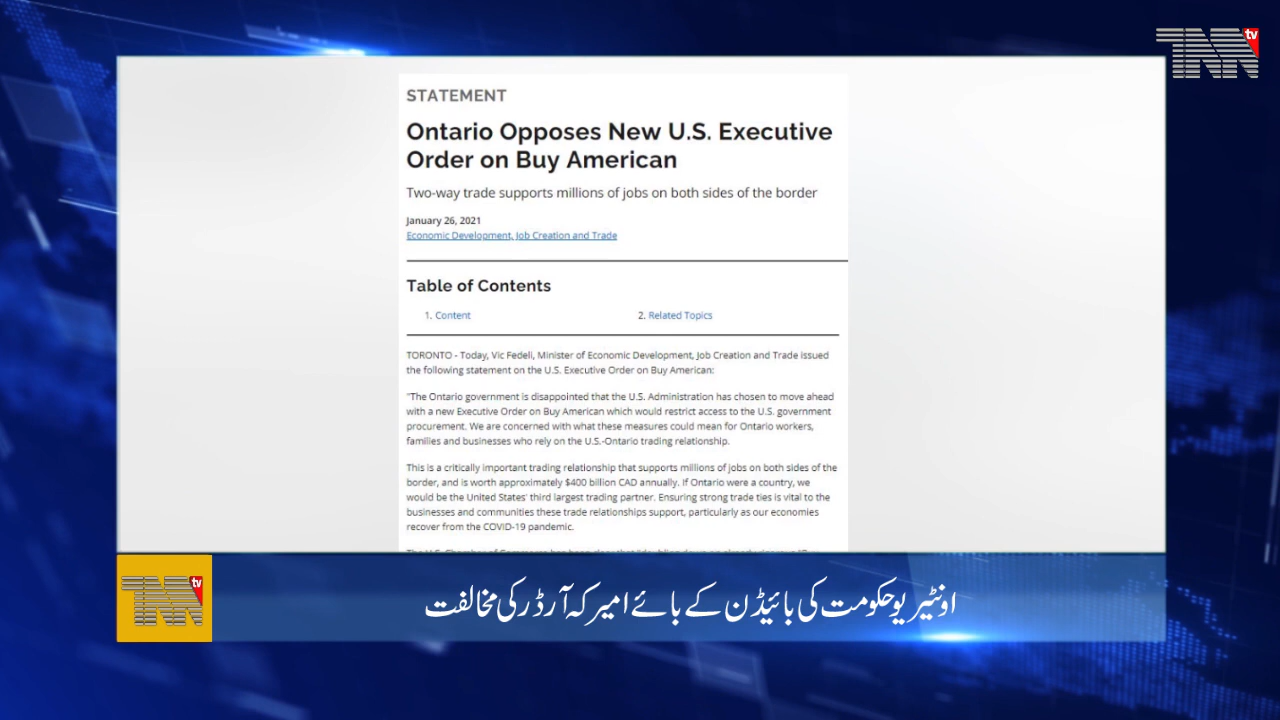 TNN tv
STATEMENT
Ontario Opposes New U.S. Executive
Order on Buy American
Two-way trade supports millions of jobs on both sides of the border
January 26, 2021
Economic Development, Job Creation and Trade
Table of Contents
1. Content
2. Related Topics
TORONTO - Today, Vic Fedeli, Minister of Economic Development, Job Creation and Trade issued
the following statement on the U.S. Executive Order on Buy American:
"The Ontario government is disappointed that the U.S. Administration has chosen to move ahead
with a new Executive Order on Buy American which would restrict access to the U.S. government
procurement. We are concerned with what these measures could mean for Ontario workers,
families and businesses who rely on the U.S.-Ontario trading relationship.
This is a critically important trading relationship that supports millions of jobs on both sides of the
border, and is worth approximately $400 billion CAD annually. If Ontario were a country, we
would be the United States' third largest trading partner. Ensuring strong trade ties is vital to the
businesses and communities these trade relationships support, particularly as our economies
recover from the COVID-19 pandemic.
TNN tv
اونٹیریو حکومت کی بائیڈن کے بائے امیرکہ آرڈر کی مخالفت